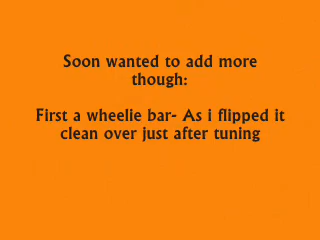 Soon wanted to add more
though:
First a wheelie bar- As i flipped it
clean over just after tuning